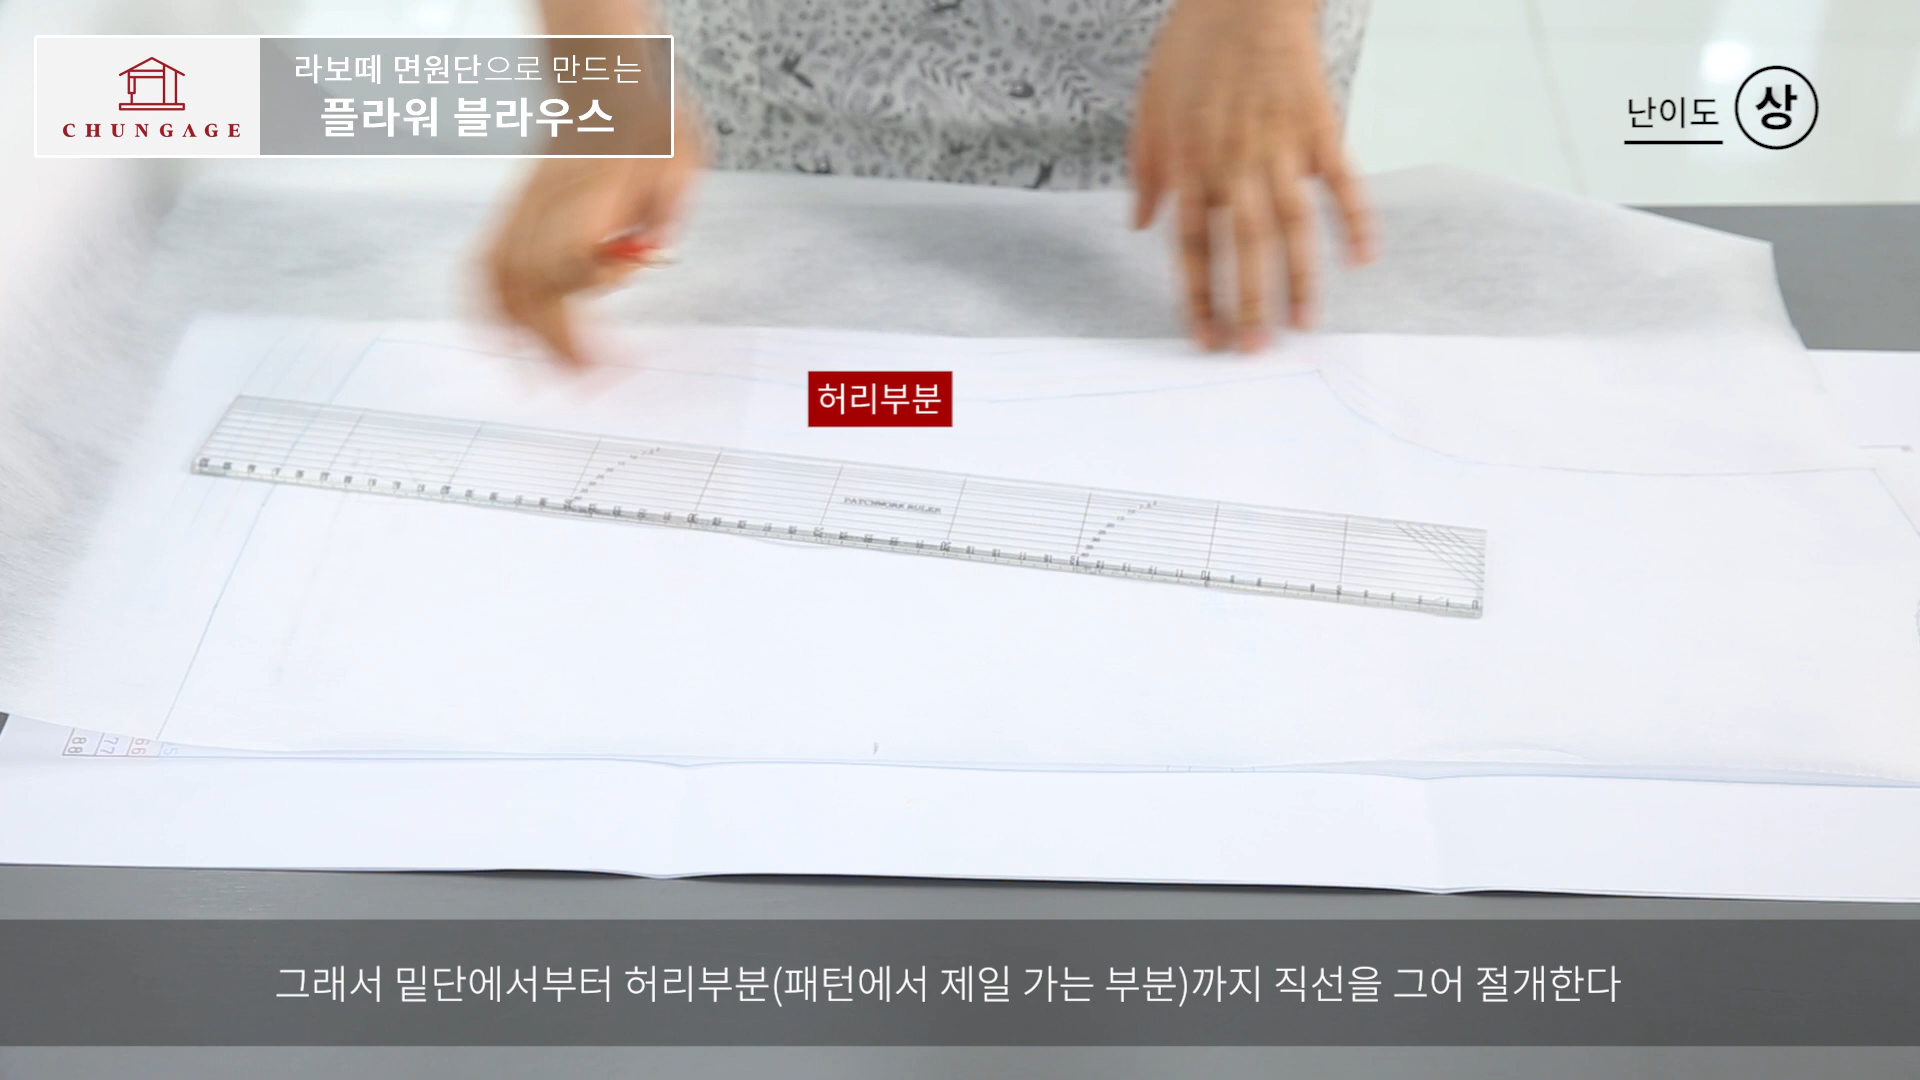 CHUNGAGE
라보떼 면원단으로 만드는
플라워 블라우스
난이도 상
허리부분
PATCHWORK RULER
88 77 66
그래서 밑단에서부터 허리부분(패턴에서 제일 가는 부분)까지 직선을 그어 절개한다